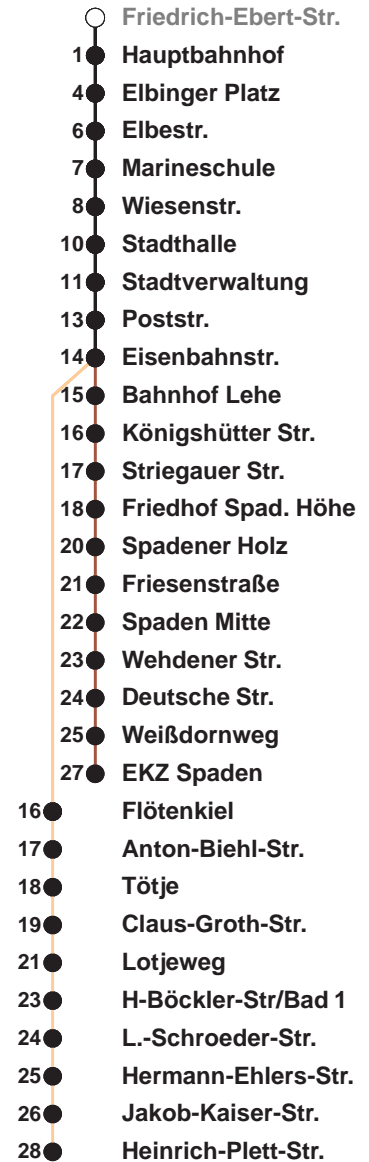 Friedrich-Ebert-Str.
1 Hauptbahnhof
4 Elbinger Platz
6 Elbestr.
7 Marineschule
8 Wiesenstr.
10 Stadthalle
11 Stadtverwaltung
13 Poststr.
14 Eisenbahnstr.
15 Bahnhof Lehe
16 Königshütter Str.
17 Striegauer Str.
18 Friedhof Spad. Höhe
20 Spadener Holz
21 Friesenstraße
22 Spaden Mitte
23 Wehdener Str.
24 Deutsche Str.
25 Weißdornweg
27 EKZ Spaden
16 Flötenkiel
17 Anton-Biehl-Str.
18 Tötje
19 Claus-Groth-Str.
21 Lotjeweg
23 H-Böckler-Str/Bad 1
24 L.-Schroeder-Str.
25 Hermann-Ehlers-Str.
26 Jakob-Kaiser-Str.
28 Heinrich-Plett-Str.